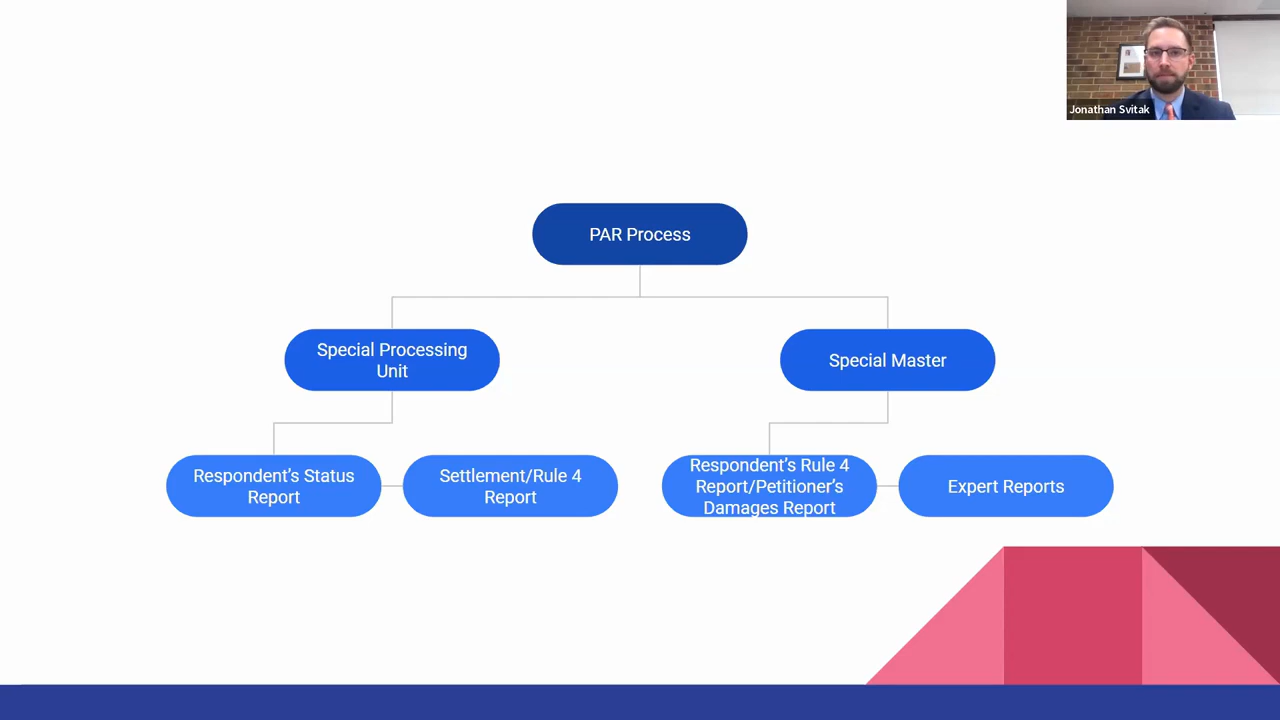 Jonathan Svitak
PAR Process
Special Processing
Unit
Special Master
Respondent's Status
Report
Settlement/Rule 4
Report
Respondent's Rule 4
Report/Petitioner's
Damages Report
Expert Reports